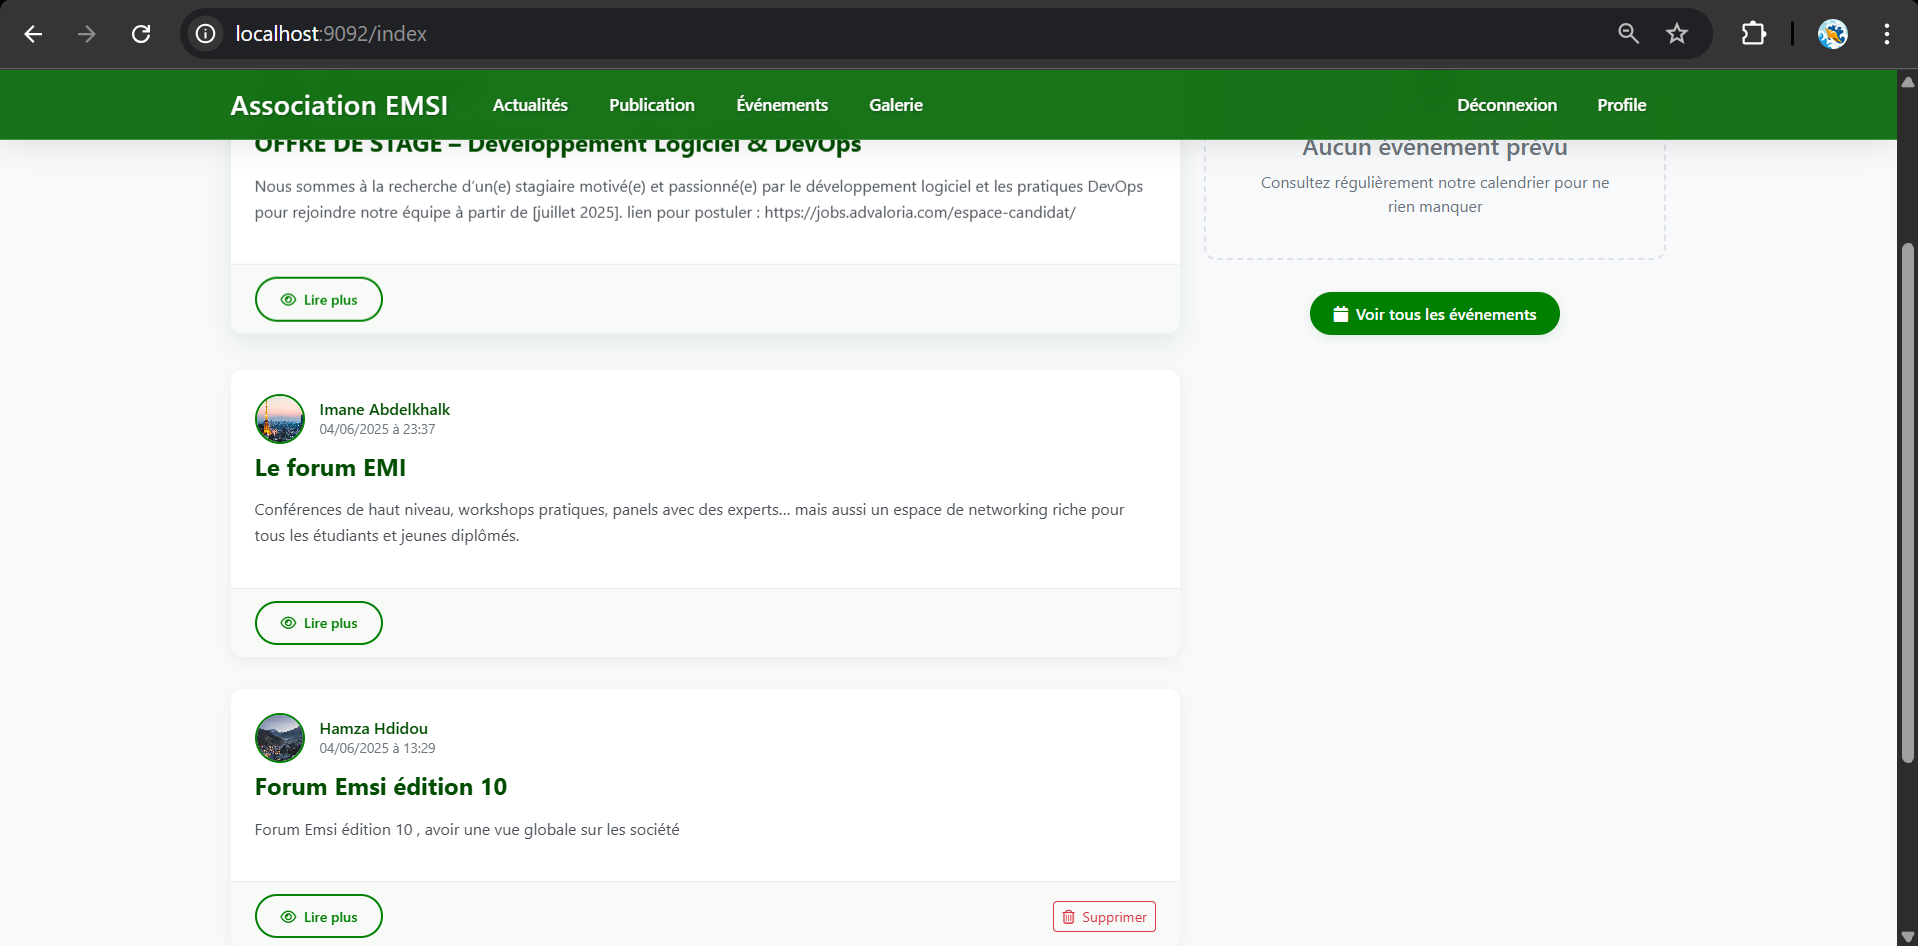 localhost:9092/index
Association EMSI
Actualités
Publication
Événements
Galerie
Déconnexion
Profile
OFFRE DE STAGE – Développement Logiciel & DevOps
Nous sommes à la recherche d’un(e) stagiaire motivé(e) et passionné(e) par le développement logiciel et les pratiques DevOps
pour rejoindre notre équipe à partir de [juillet 2025]. lien pour postuler : https://jobs.advaloria.com/espace-candidat/
Lire plus
Aucun événement prévu
Consultez régulièrement notre calendrier pour ne
rien manquer
Voir tous les événements
Imane Abdelkhalk
04/06/2025 à 23:37
Le forum EMI
Conférences de haut niveau, workshops pratiques, panels avec des experts… mais aussi un espace de networking riche pour
tous les étudiants et jeunes diplômés.
Lire plus
Hamza Hdidou
04/06/2025 à 13:29
Forum Emsi édition 10
Forum Emsi édition 10 , avoir une vue globale sur les société
Lire plus
Supprimer